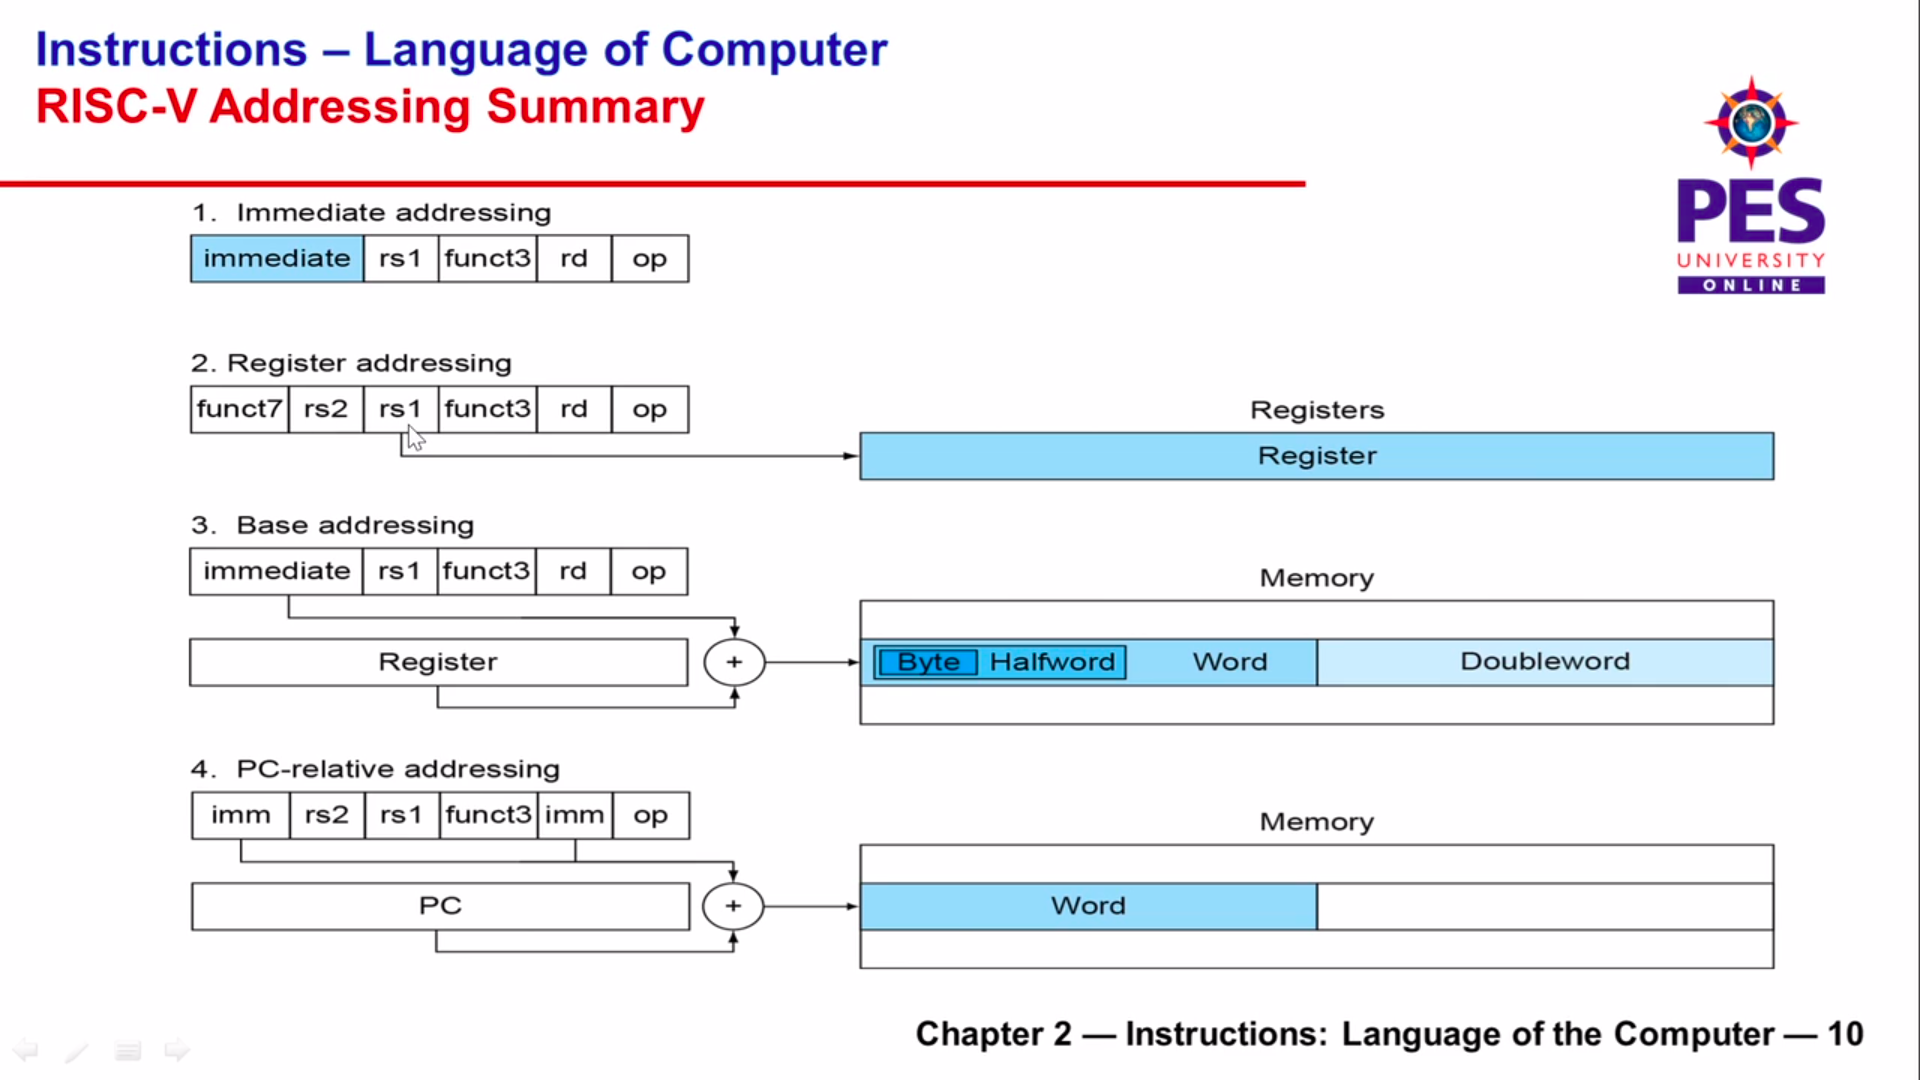 Instructions – Language of Computer
RISC-V Addressing Summary
PES
UNIVERSITY
ONLINE
1. Immediate addressing
immediate rs1 funct3 rd op
2. Register addressing
funct7 rs2 rs1 funct3 rd op
Registers
Register
3. Base addressing
immediate rs1 funct3 rd op
Memory
Register + Byte Halfword Word Doubleword
4. PC-relative addressing
imm rs2 rs1 funct3 imm op
Memory
PC + Word
Chapter 2 — Instructions: Language of the Computer — 10